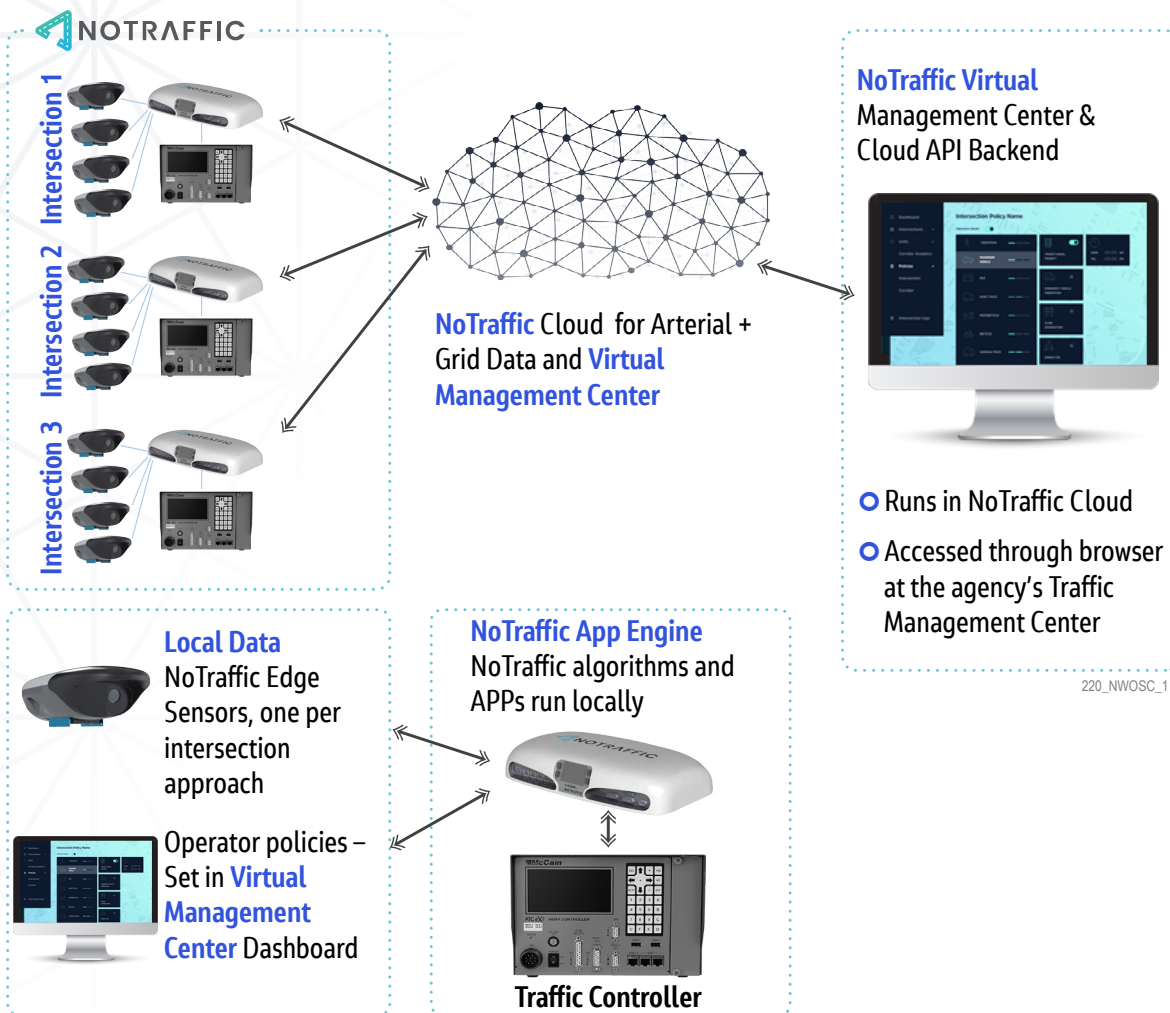 NOTRAFFIC
Intersection 1
Intersection 2
Intersection 3
NoTraffic Cloud for Arterial +
Grid Data and Virtual
Management Center
NoTraffic Virtual
Management Center &
Cloud API Backend
Dashboard
Intersection Policy Name
Runs in NoTraffic Cloud
Accessed through browser
at the agency’s Traffic
Management Center
220_NWOSC_1
Local Data
NoTraffic Edge
Sensors, one per
intersection
approach
Operator policies –
Set in Virtual
Management
Center Dashboard
NoTraffic App Engine
NoTraffic algorithms and
APPs run locally
NOTRAFFIC
McCain
Traffic Controller